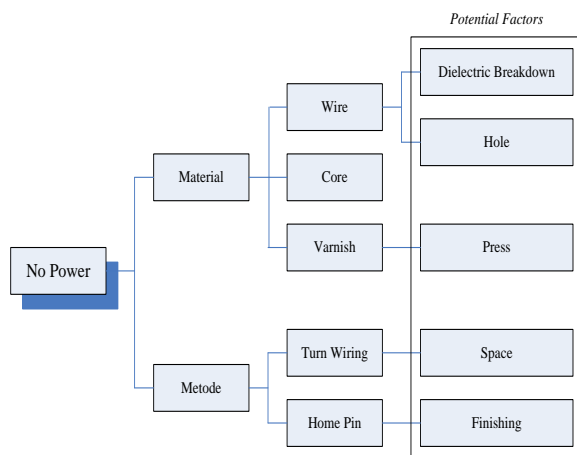 Potential Factors
Dielectric Breakdown
Wire
Hole
Material
Core
Varnish
Press
No Power
Turn Wiring
Space
Metode
Home Pin
Finishing